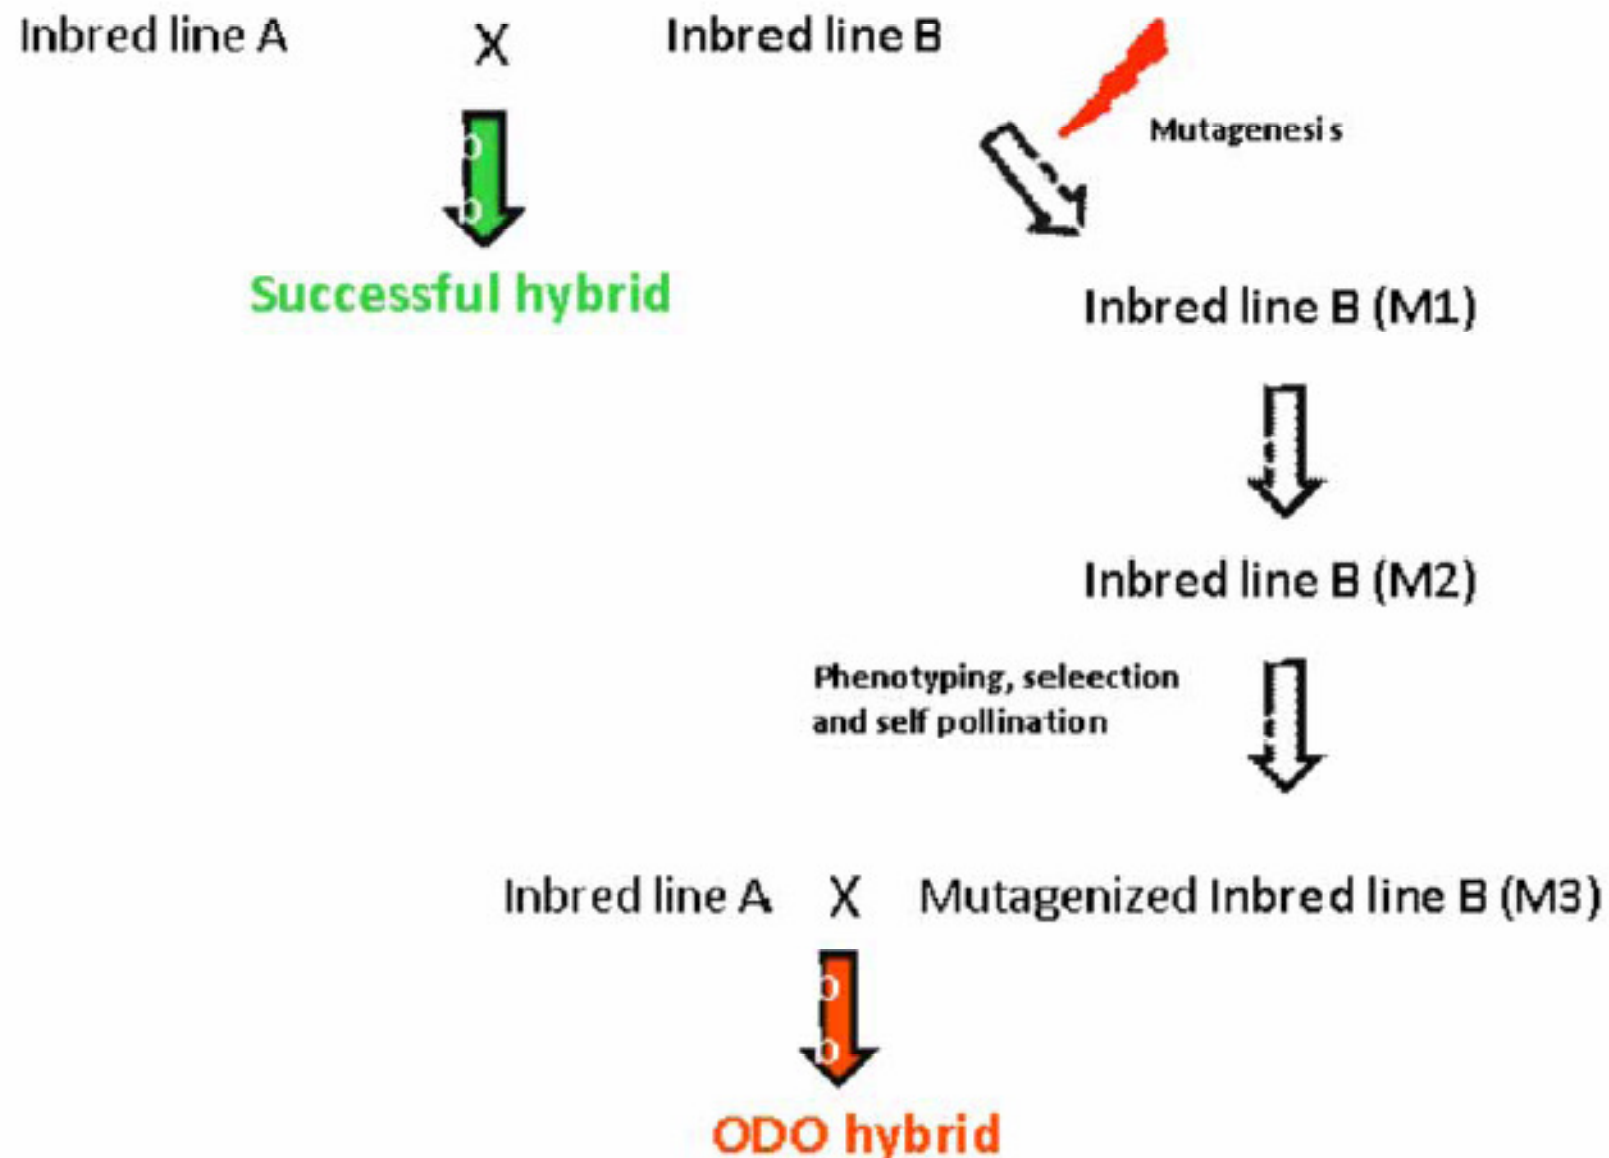 Inbred line A X Inbred line B
Mutagenesis
p
p
Successful hybrid
Inbred line B (M1)
Inbred line B (M2)
Phenotyping, seleection
and self pollination
Inbred line A X Mutagenized Inbred line B (M3)
p
p
ODO hybrid